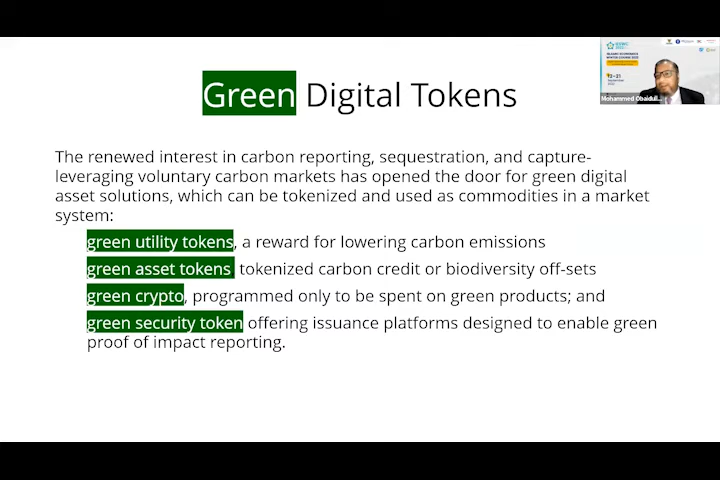 Green Digital Tokens
The renewed interest in carbon reporting, sequestration, and capture-
leveraging voluntary carbon markets has opened the door for green digital
asset solutions, which can be tokenized and used as commodities in a market
system:
green utility tokens, a reward for lowering carbon emissions
green asset tokens tokenized carbon credit or biodiversity off-sets
green crypto, programmed only to be spent on green products; and
green security token offering issuance platforms designed to enable green
proof of impact reporting.
Mohammed Obaidull...